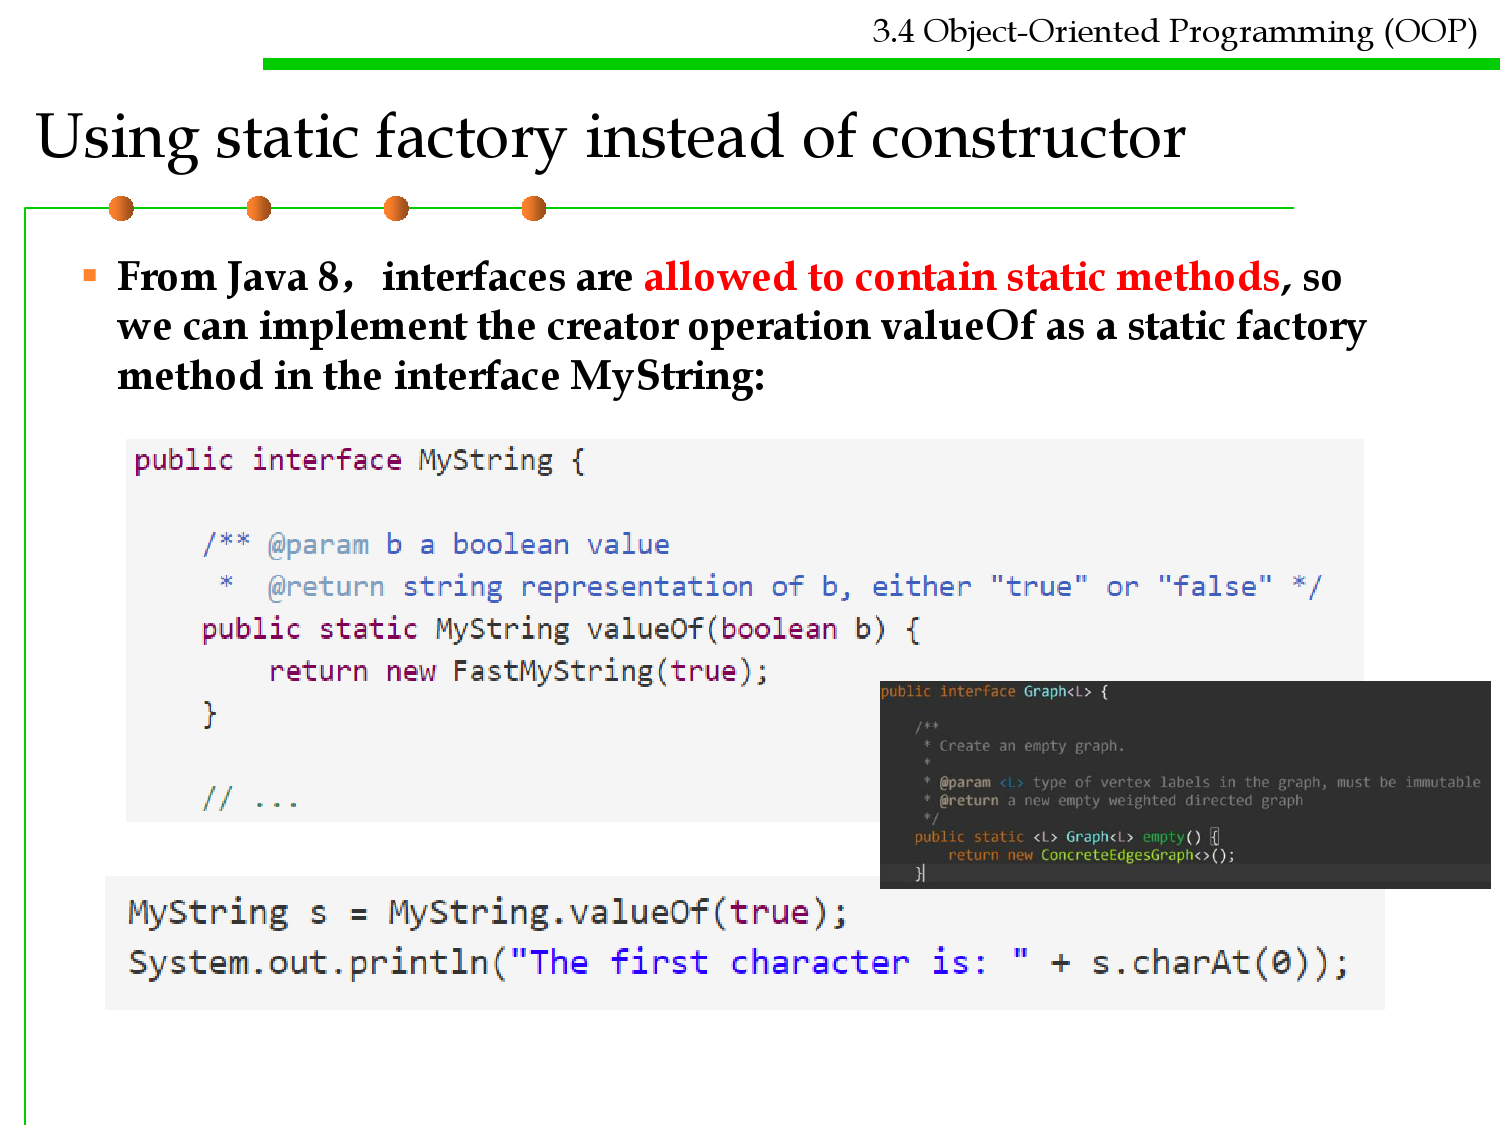 3.4 Object-Oriented Programming (OOP)
Using static factory instead of constructor
▪ From Java 8， interfaces are allowed to contain static methods, so
we can implement the creator operation valueOf as a static factory
method in the interface MyString:
public interface MyString {
/** @param b a boolean value
* @return string representation of b, either "true" or "false" */
public static MyString valueOf(boolean b) {
return new FastMyString(true);
}
// ...
public interface Graph<L> {
/**
* Create an empty graph.
*
* @param <L> type of vertex labels in the graph, must be immutable
* @return a new empty weighted directed graph
*/
public static <L> Graph<L> empty() {
return new ConcreteEdgesGraph<>();
}
MyString s = MyString.valueOf(true);
System.out.println("The first character is: " + s.charAt(0));